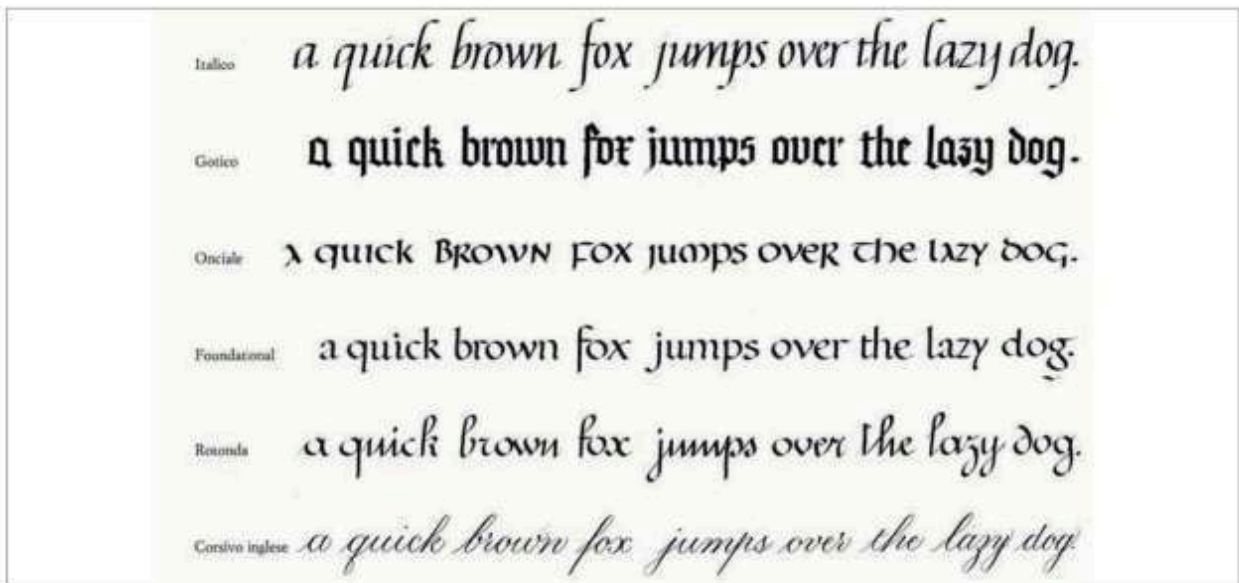 Italico a quick brown fox jumps over the lazy dog.
Gotico a quick brown fox jumps over the lazy dog.
Onciale a quick brown fox jumps over the lazy dog.
Foundational a quick brown fox jumps over the lazy dog.
Rotonda a quick brown fox jumps over the lazy dog.
Corsivo inglese a quick brown fox jumps over the lazy dog.